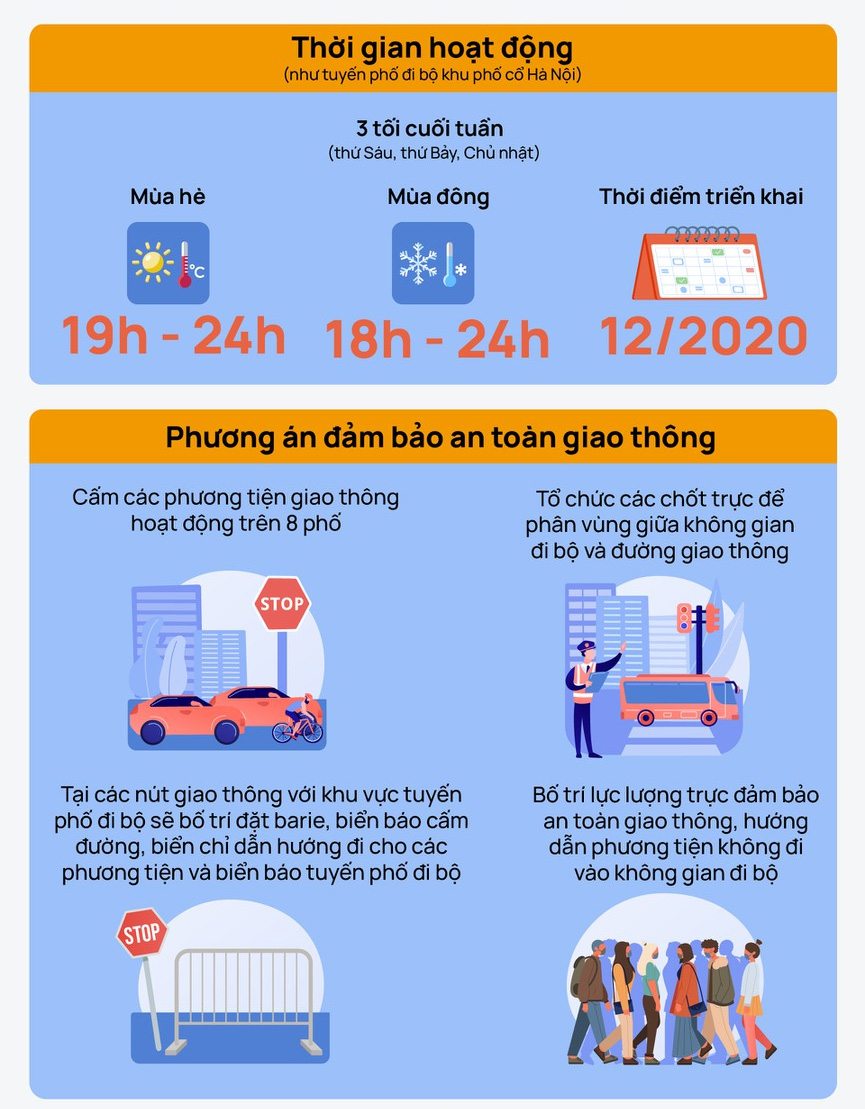 Thời gian hoạt động
(như tuyến phố đi bộ khu phố cổ Hà Nội)
3 tối cuối tuần
(thứ Sáu, thứ Bảy, Chủ nhật)
Mùa hè
Mùa đông
Thời điểm triển khai
°C
19h - 24h
18h - 24h
12/2020
Phương án đảm bảo an toàn giao thông
Cấm các phương tiện giao thông
hoạt động trên 8 phố
Tổ chức các chốt trực để
phân vùng giữa không gian
đi bộ và đường giao thông
STOP
Tại các nút giao thông với khu vực tuyến
phố đi bộ sẽ bố trí đặt barie, biển báo cấm
đường, biển chỉ dẫn hướng đi cho các
phương tiện và biển báo tuyến phố đi bộ
Bố trí lực lượng trực đảm bảo
an toàn giao thông, hướng
dẫn phương tiện không đi
vào không gian đi bộ
STOP